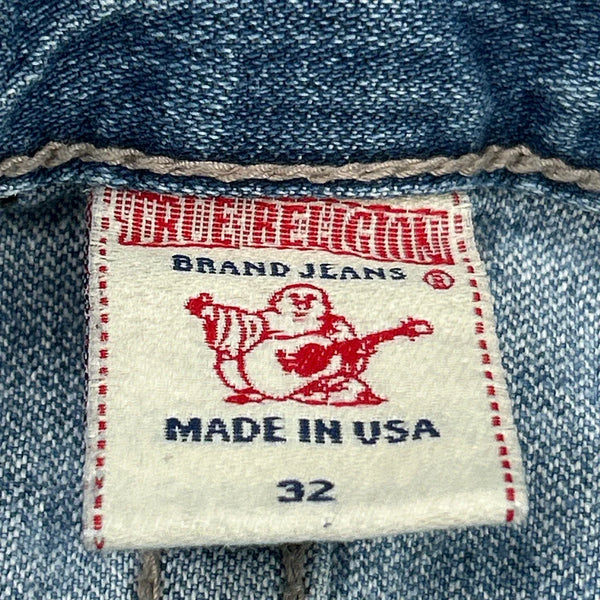 TRUE RELIGION
BRAND JEANS ®
MADE IN USA
32